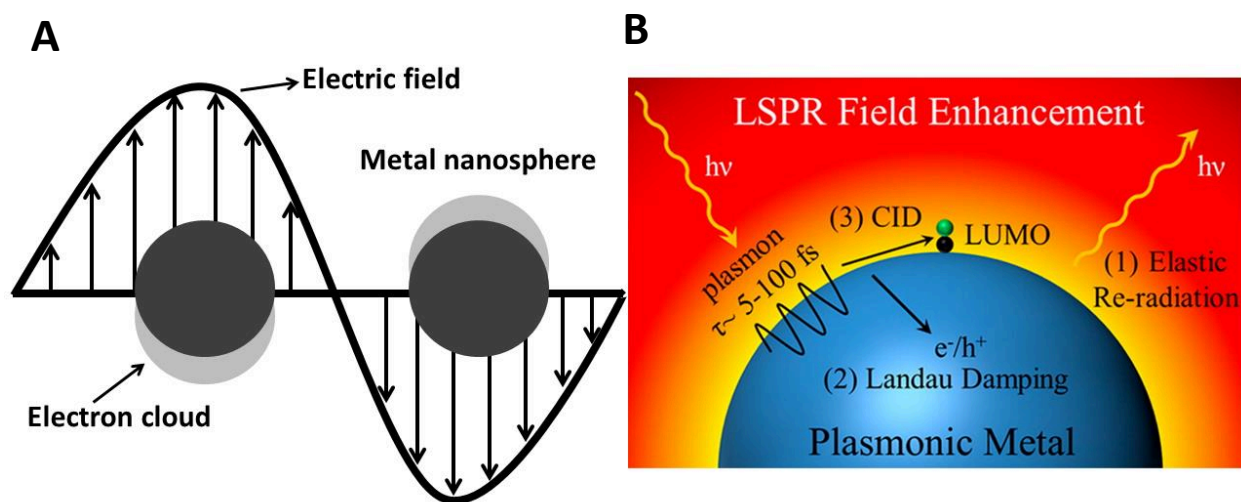 A
Electric field
Metal nanosphere
Electron cloud
B
LSPR Field Enhancement
hν
hν
(3) CID
LUMO
plasmon
τ~ 5-100 fs
(1) Elastic
Re-radiation
e⁻/h⁺
(2) Landau Damping
Plasmonic Metal